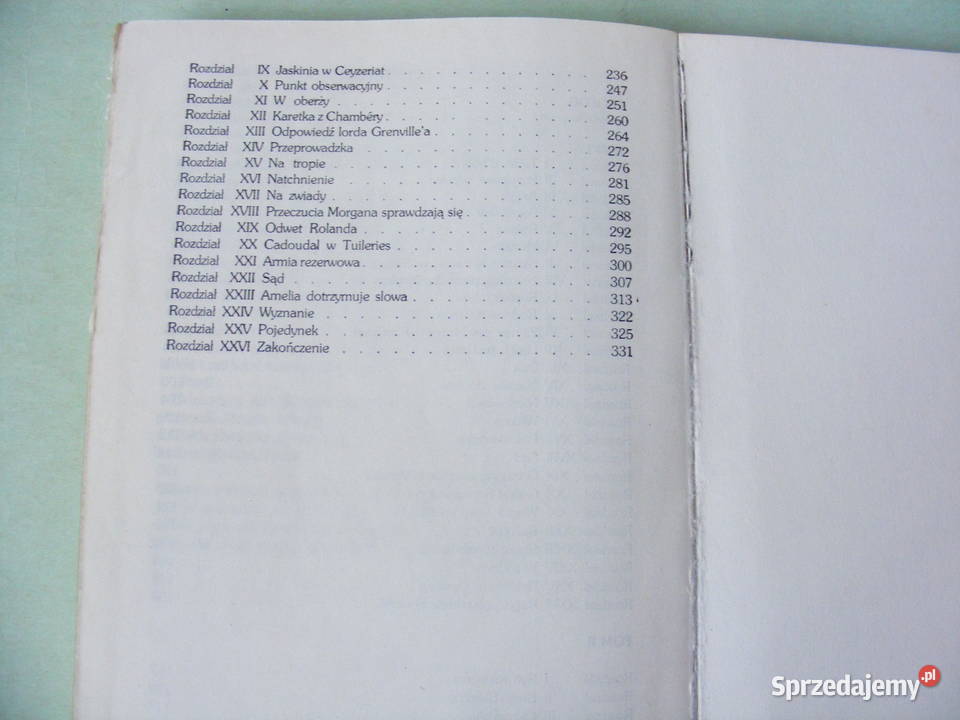 Rozdział IX Jaskinia w Ceyzeriat . . . . . . . . . . . . . . 236
Rozdział X Punkt obserwacyjny . . . . . . . . . . . . . . 247
Rozdział XI W oberży . . . . . . . . . . . . . . . . . 251
Rozdział XII Karetka z Chambéry . . . . . . . . . . . . . . 260
Rozdział XIII Odpowiedź lorda Grenville'a . . . . . . . . . . . 264
Rozdział XIV Przeprowadzka . . . . . . . . . . . . . . . 272
Rozdział XV Na tropie . . . . . . . . . . . . . . . . . 276
Rozdział XVI Natchnienie . . . . . . . . . . . . . . . . 281
Rozdział XVII Na zwiady . . . . . . . . . . . . . . . . . 285
Rozdział XVIII Przeczucia Morgana sprawdzają się . . . . . . . . . 288
Rozdział XIX Odwet Rolanda . . . . . . . . . . . . . . . 292
Rozdział XX Cadoudal w Tuileries . . . . . . . . . . . . . 295
Rozdział XXI Armia rezerwowa . . . . . . . . . . . . . . . 300
Rozdział XXII Sąd . . . . . . . . . . . . . . . . . . . 307
Rozdział XXIII Amelia dotrzymuje słowa . . . . . . . . . . . . 313
Rozdział XXIV Wyznanie . . . . . . . . . . . . . . . . . 322
Rozdział XXV Pojedynek . . . . . . . . . . . . . . . . . 325
Rozdział XXVI Zakończenie . . . . . . . . . . . . . . . . 331
Sprzedajemy.pl